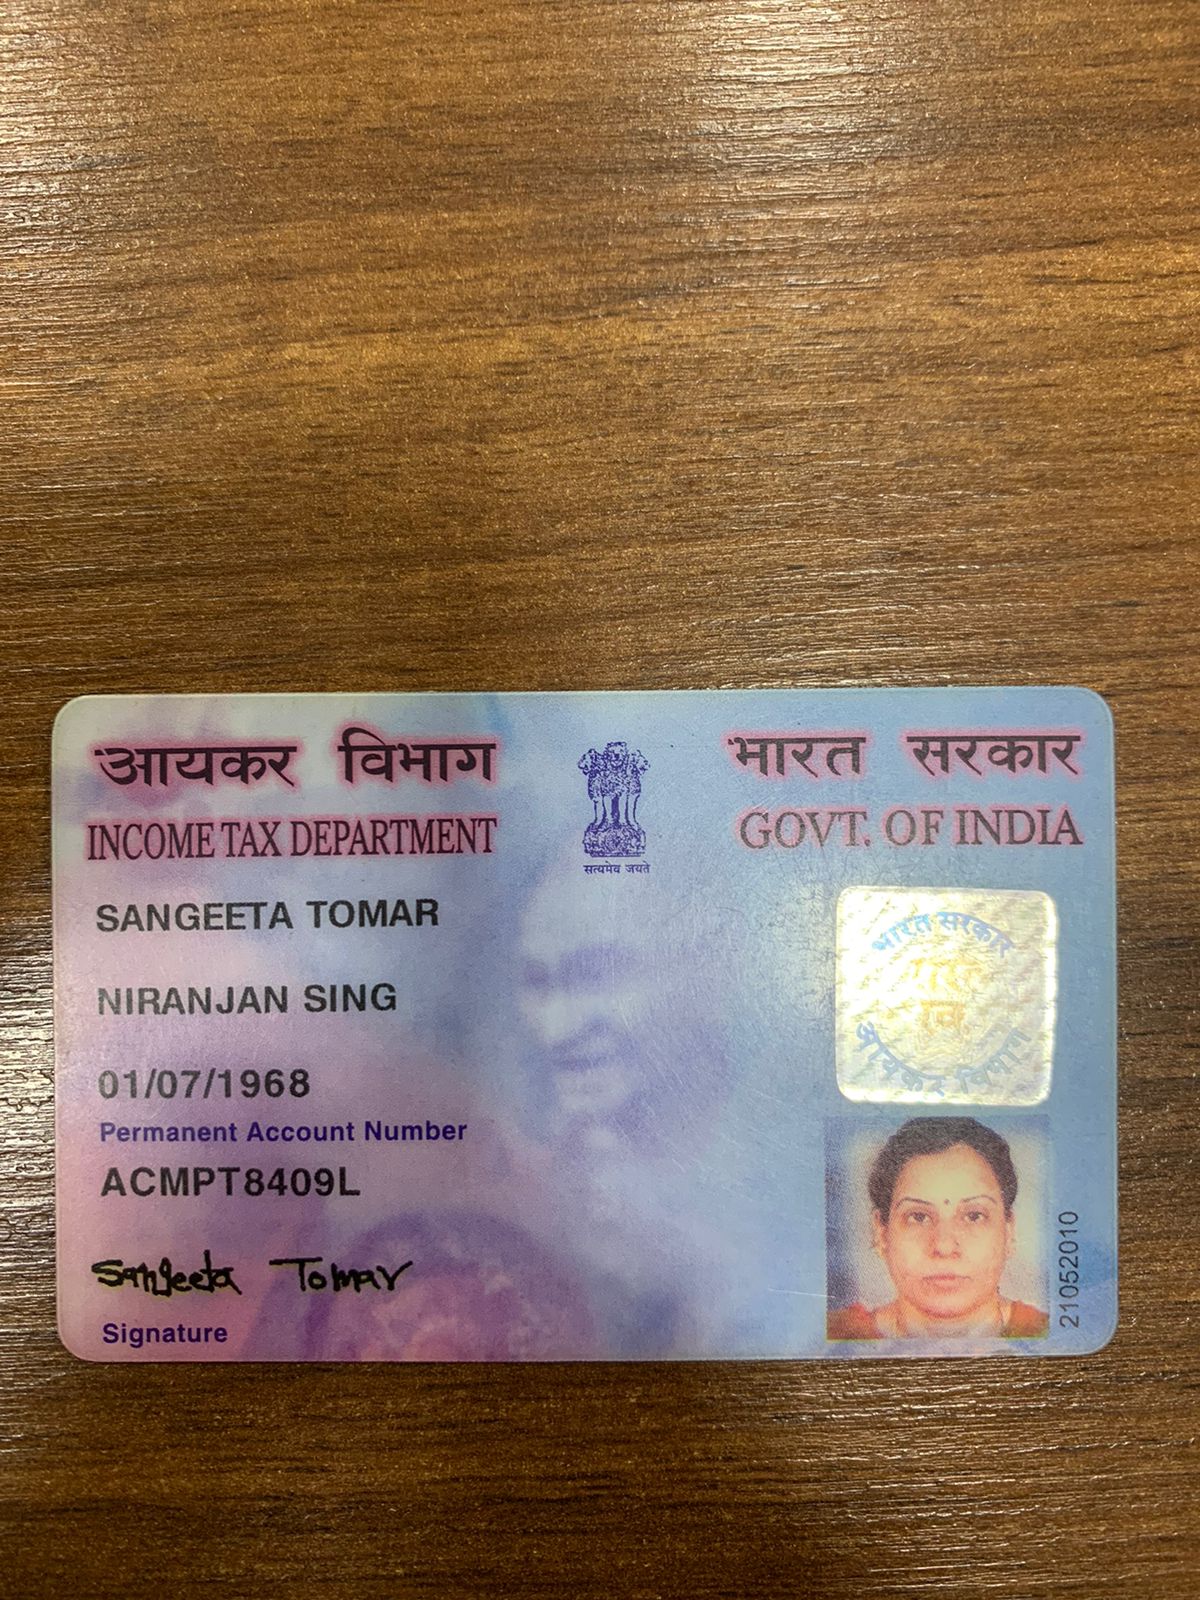 आयकर विभाग
INCOME TAX DEPARTMENT
भारत सरकार
GOVT. OF INDIA
सत्यमेव जयते
SANGEETA TOMAR
NIRANJAN SING
01/07/1968
Permanent Account Number
ACMPT8409L
Sangeeta Tomar
Signature
भारत सरकार
आयकर विभाग
21052010